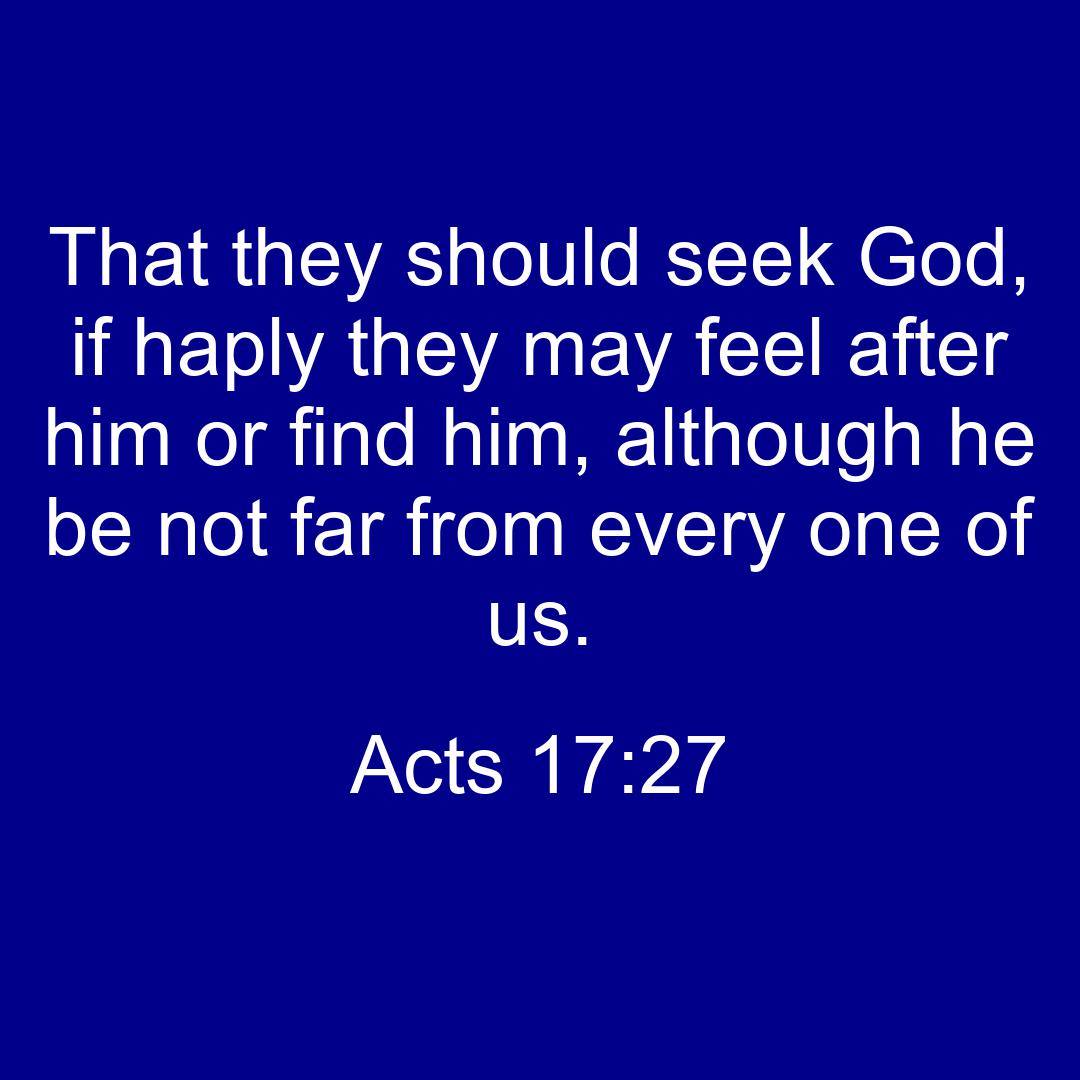 That they should seek God,
if haply they may feel after
him or find him, although he
be not far from every one of
us.
Acts 17:27